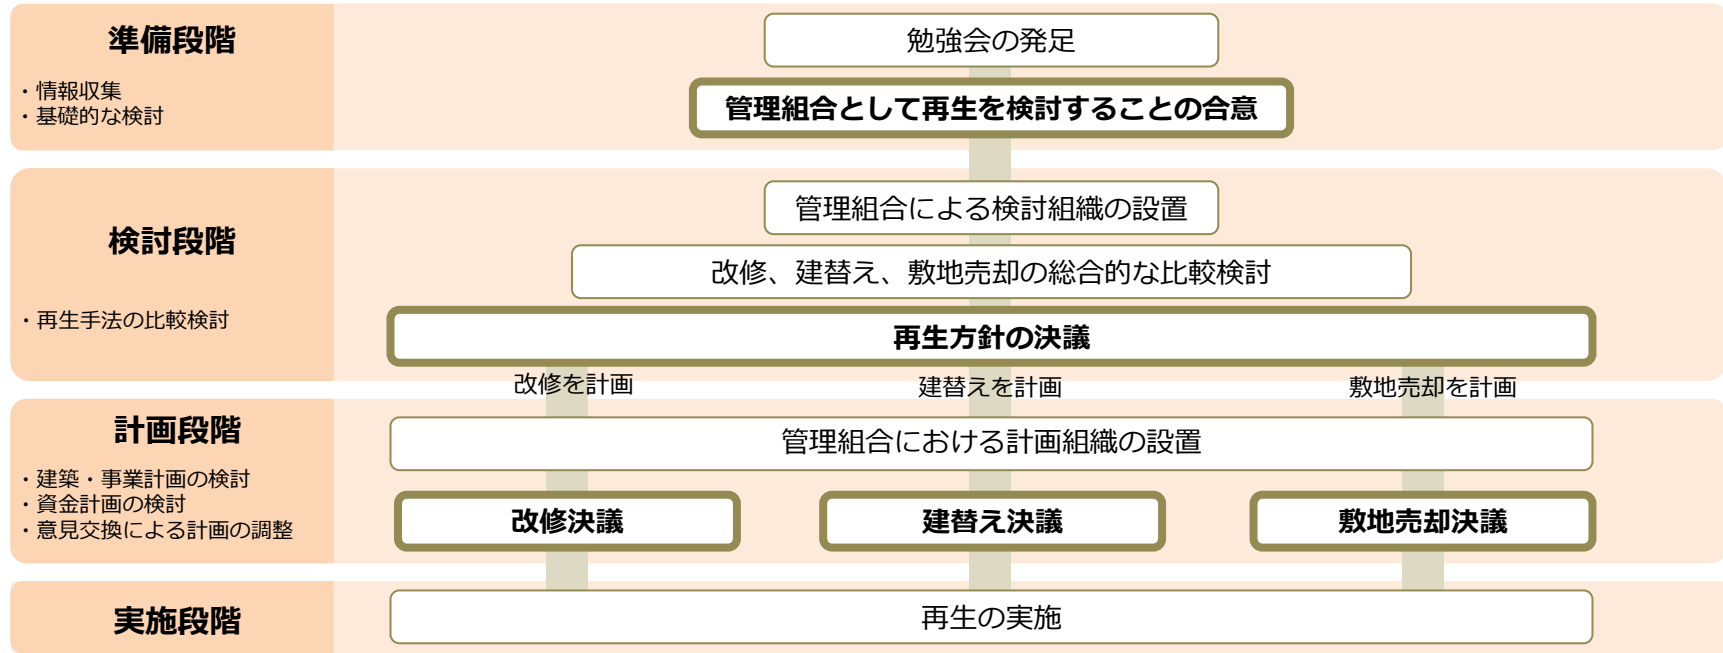 準備段階
・情報収集
・基礎的な検討
勉強会の発足
管理組合として再生を検討することの合意
検討段階
・再生手法の比較検討
管理組合による検討組織の設置
改修、建替え、敷地売却の総合的な比較検討
再生方針の決議
改修を計画
建替えを計画
敷地売却を計画
計画段階
・建築・事業計画の検討
・資金計画の検討
・意見交換による計画の調整
管理組合における計画組織の設置
改修決議
建替え決議
敷地売却決議
実施段階
再生の実施